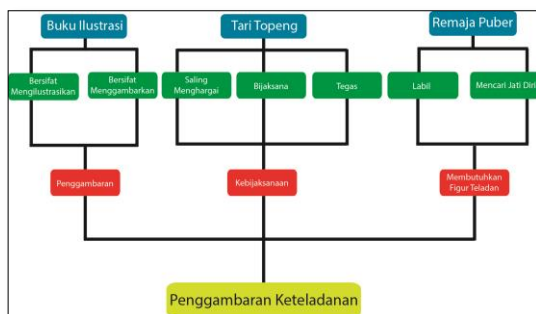 Buku Ilustrasi
Tari Topeng
Remaja Puber
Bersifat
Mengilustrasikan
Bersifat
Menggambarkan
Saling
Menghargai
Bijaksana
Tegas
Labil
Mencari Jati Diri
Penggambaran
Kebijaksanaan
Membutuhkan
Figur Teladan
Penggambaran Keteladanan